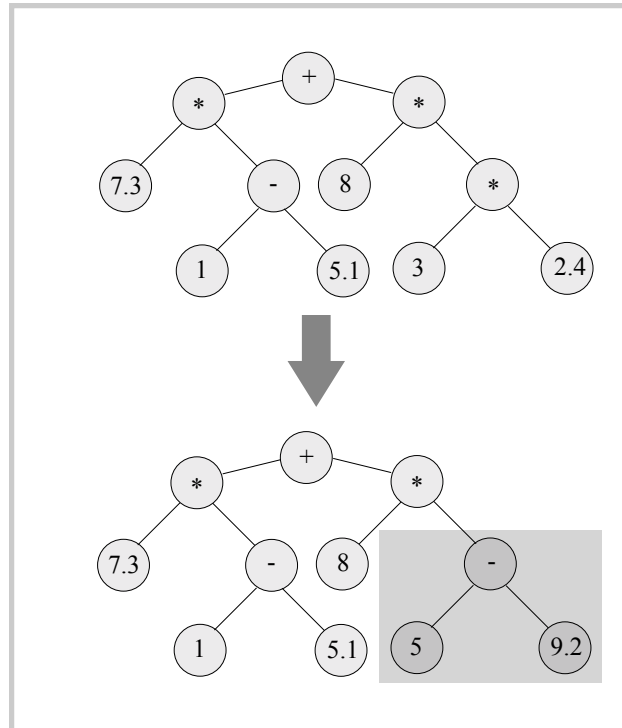 +
* *
7.3 - 8 *
1 5.1 3 2.4
+
* *
7.3 - 8 -
1 5.1 5 9.2